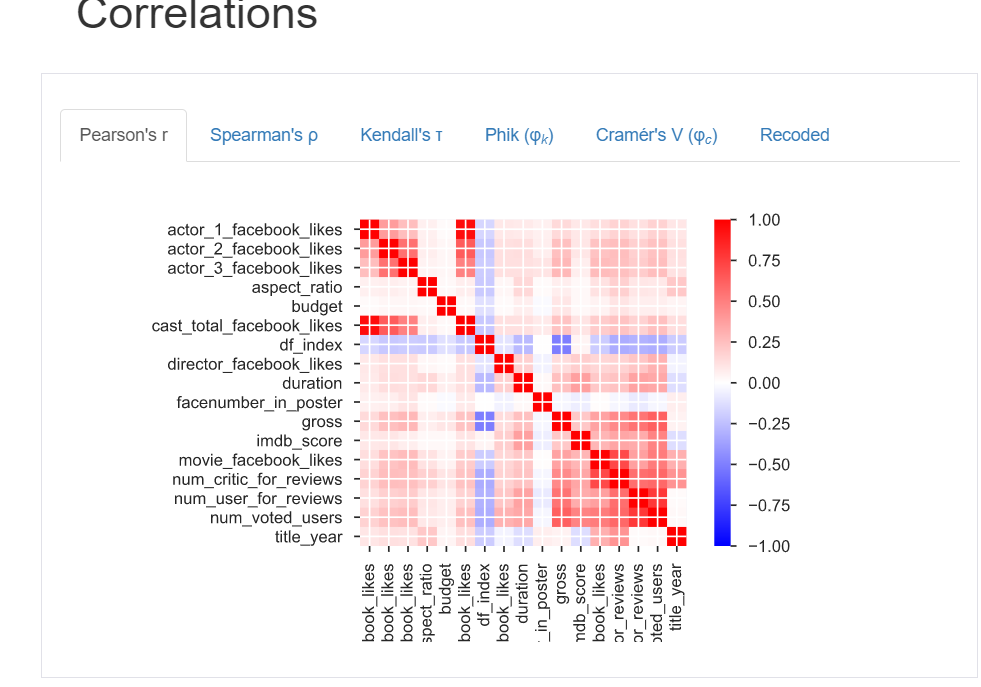 Correlations
Pearson's r
Spearman's ρ
Kendall's τ
Phik (φk)
Cramér's V (φc)
Recoded
actor_1_facebook_likes
actor_2_facebook_likes
actor_3_facebook_likes
aspect_ratio
budget
cast_total_facebook_likes
df_index
director_facebook_likes
duration
facenumber_in_poster
gross
imdb_score
movie_facebook_likes
num_critic_for_reviews
num_user_for_reviews
num_voted_users
title_year
1.00
0.75
0.50
0.25
0.00
−0.25
−0.50
−0.75
−1.00
book_likes
book_likes
book_likes
spect_ratio
budget
book_likes
df_index
book_likes
duration
_in_poster
gross
mdb_score
book_likes
or_reviews
or_reviews
oted_users
title_year